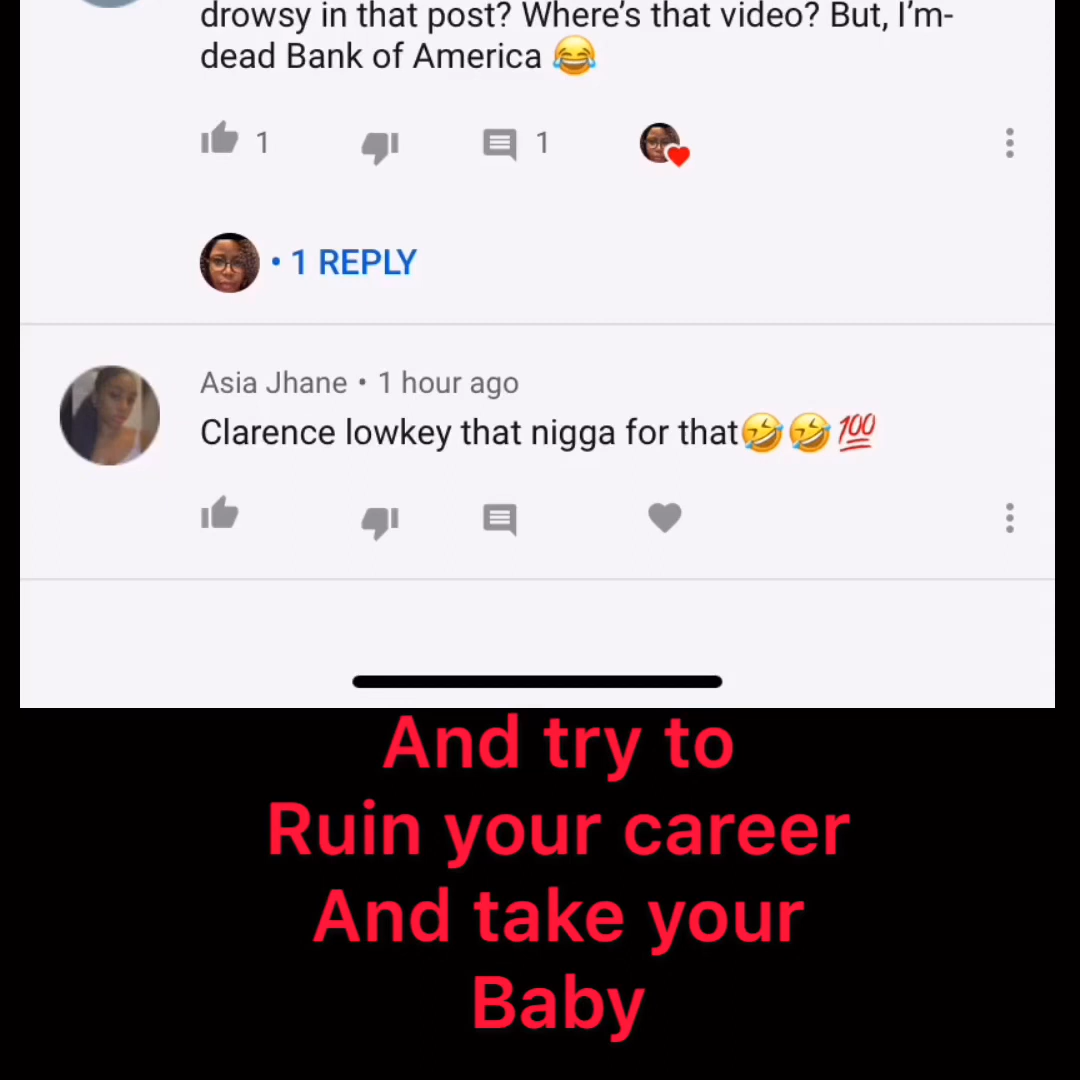 drowsy in that post? Where's that video? But, I'm-
dead Bank of America 😂
1
1
• 1 REPLY
Asia Jhane • 1 hour ago
Clarence lowkey that nigga for that🤣🤣💯
And try to
Ruin your career
And take your
Baby